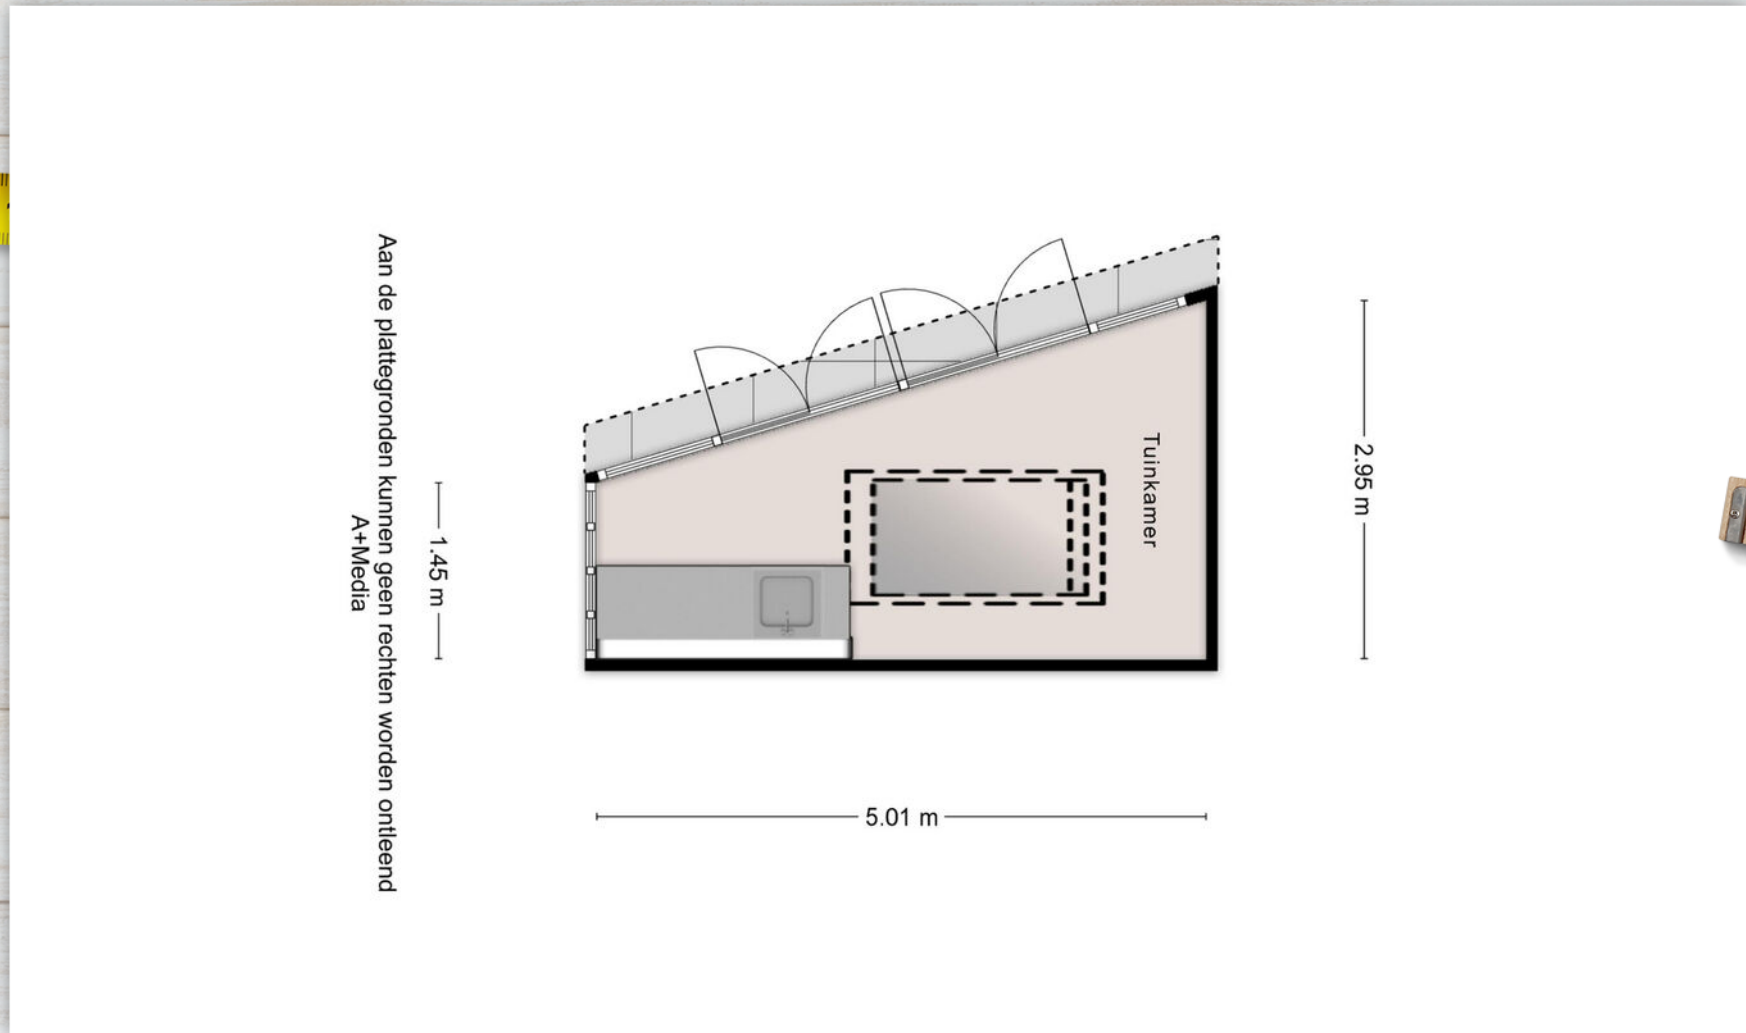 Aan de plattegronden kunnen geen rechten worden ontleend
A+Media
1.45 m
Tuinkamer
2.95 m
5.01 m